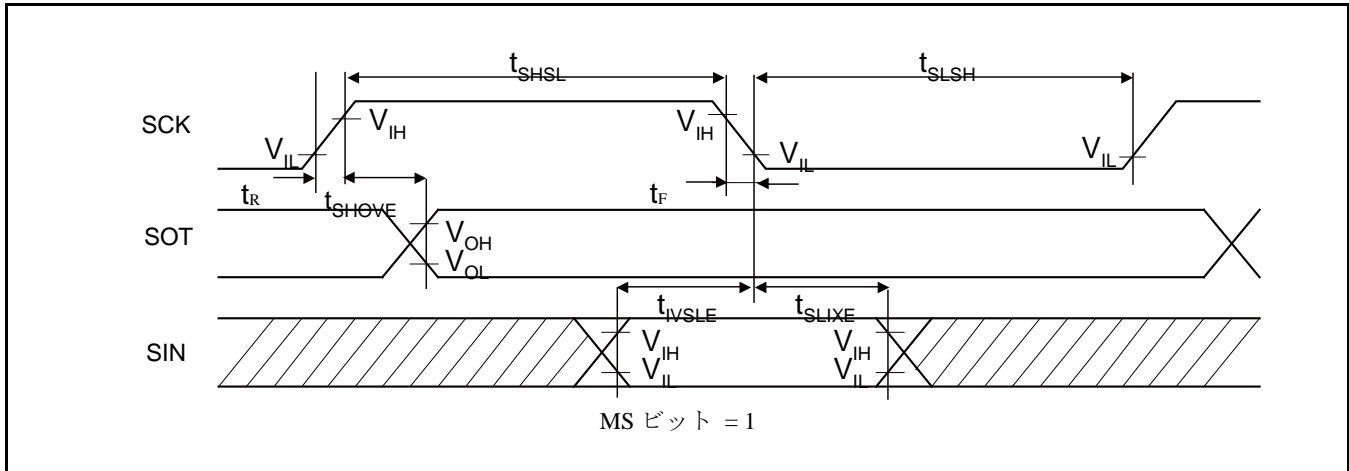 tSHSL tSLSH
SCK VIH VIH
VIL VIL VIL
tR tSHOVE tF
SOT VOH
VOL
tIVSLE tSLIXE
SIN VIH VIH
VIL VIL
MS ビット = 1